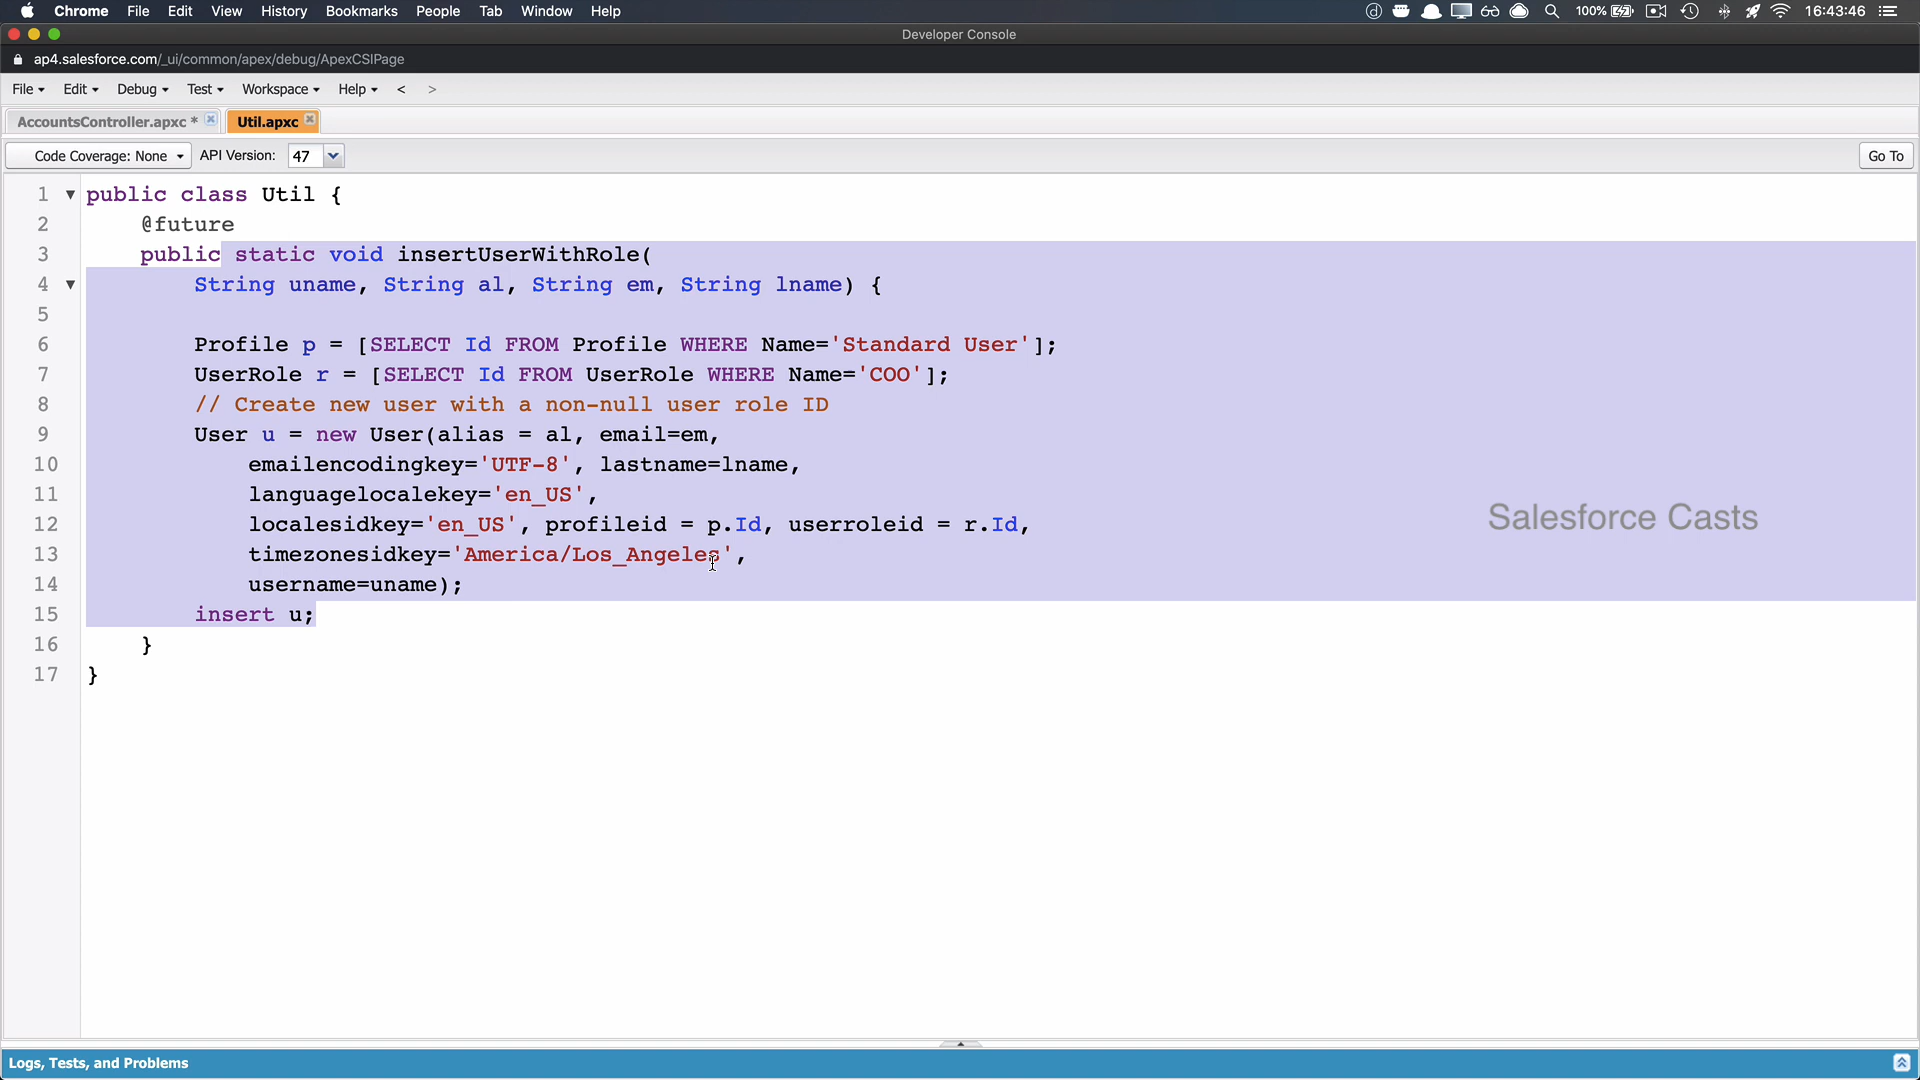 Chrome File Edit View History Bookmarks People Tab Window Help 100% 16:43:46
Developer Console
ap4.salesforce.com/_ui/common/apex/debug/ApexCSIPage
File Edit Debug Test Workspace Help < >
AccountsController.apxc * Util.apxc
Code Coverage: None API Version: 47 Go To
1 public class Util {
2 @future
3 public static void insertUserWithRole(
4 String uname, String al, String em, String lname) {
5
6 Profile p = [SELECT Id FROM Profile WHERE Name='Standard User'];
7 UserRole r = [SELECT Id FROM UserRole WHERE Name='COO'];
8 // Create new user with a non-null user role ID
9 User u = new User(alias = al, email=em,
10 emailencodingkey='UTF-8', lastname=lname,
11 languagelocalekey='en_US',
12 localesidkey='en_US', profileid = p.Id, userroleid = r.Id,
13 timezonesidkey='America/Los_Angeles',
14 username=uname);
15 insert u;
16 }
17 }
Salesforce Casts
Logs, Tests, and Problems